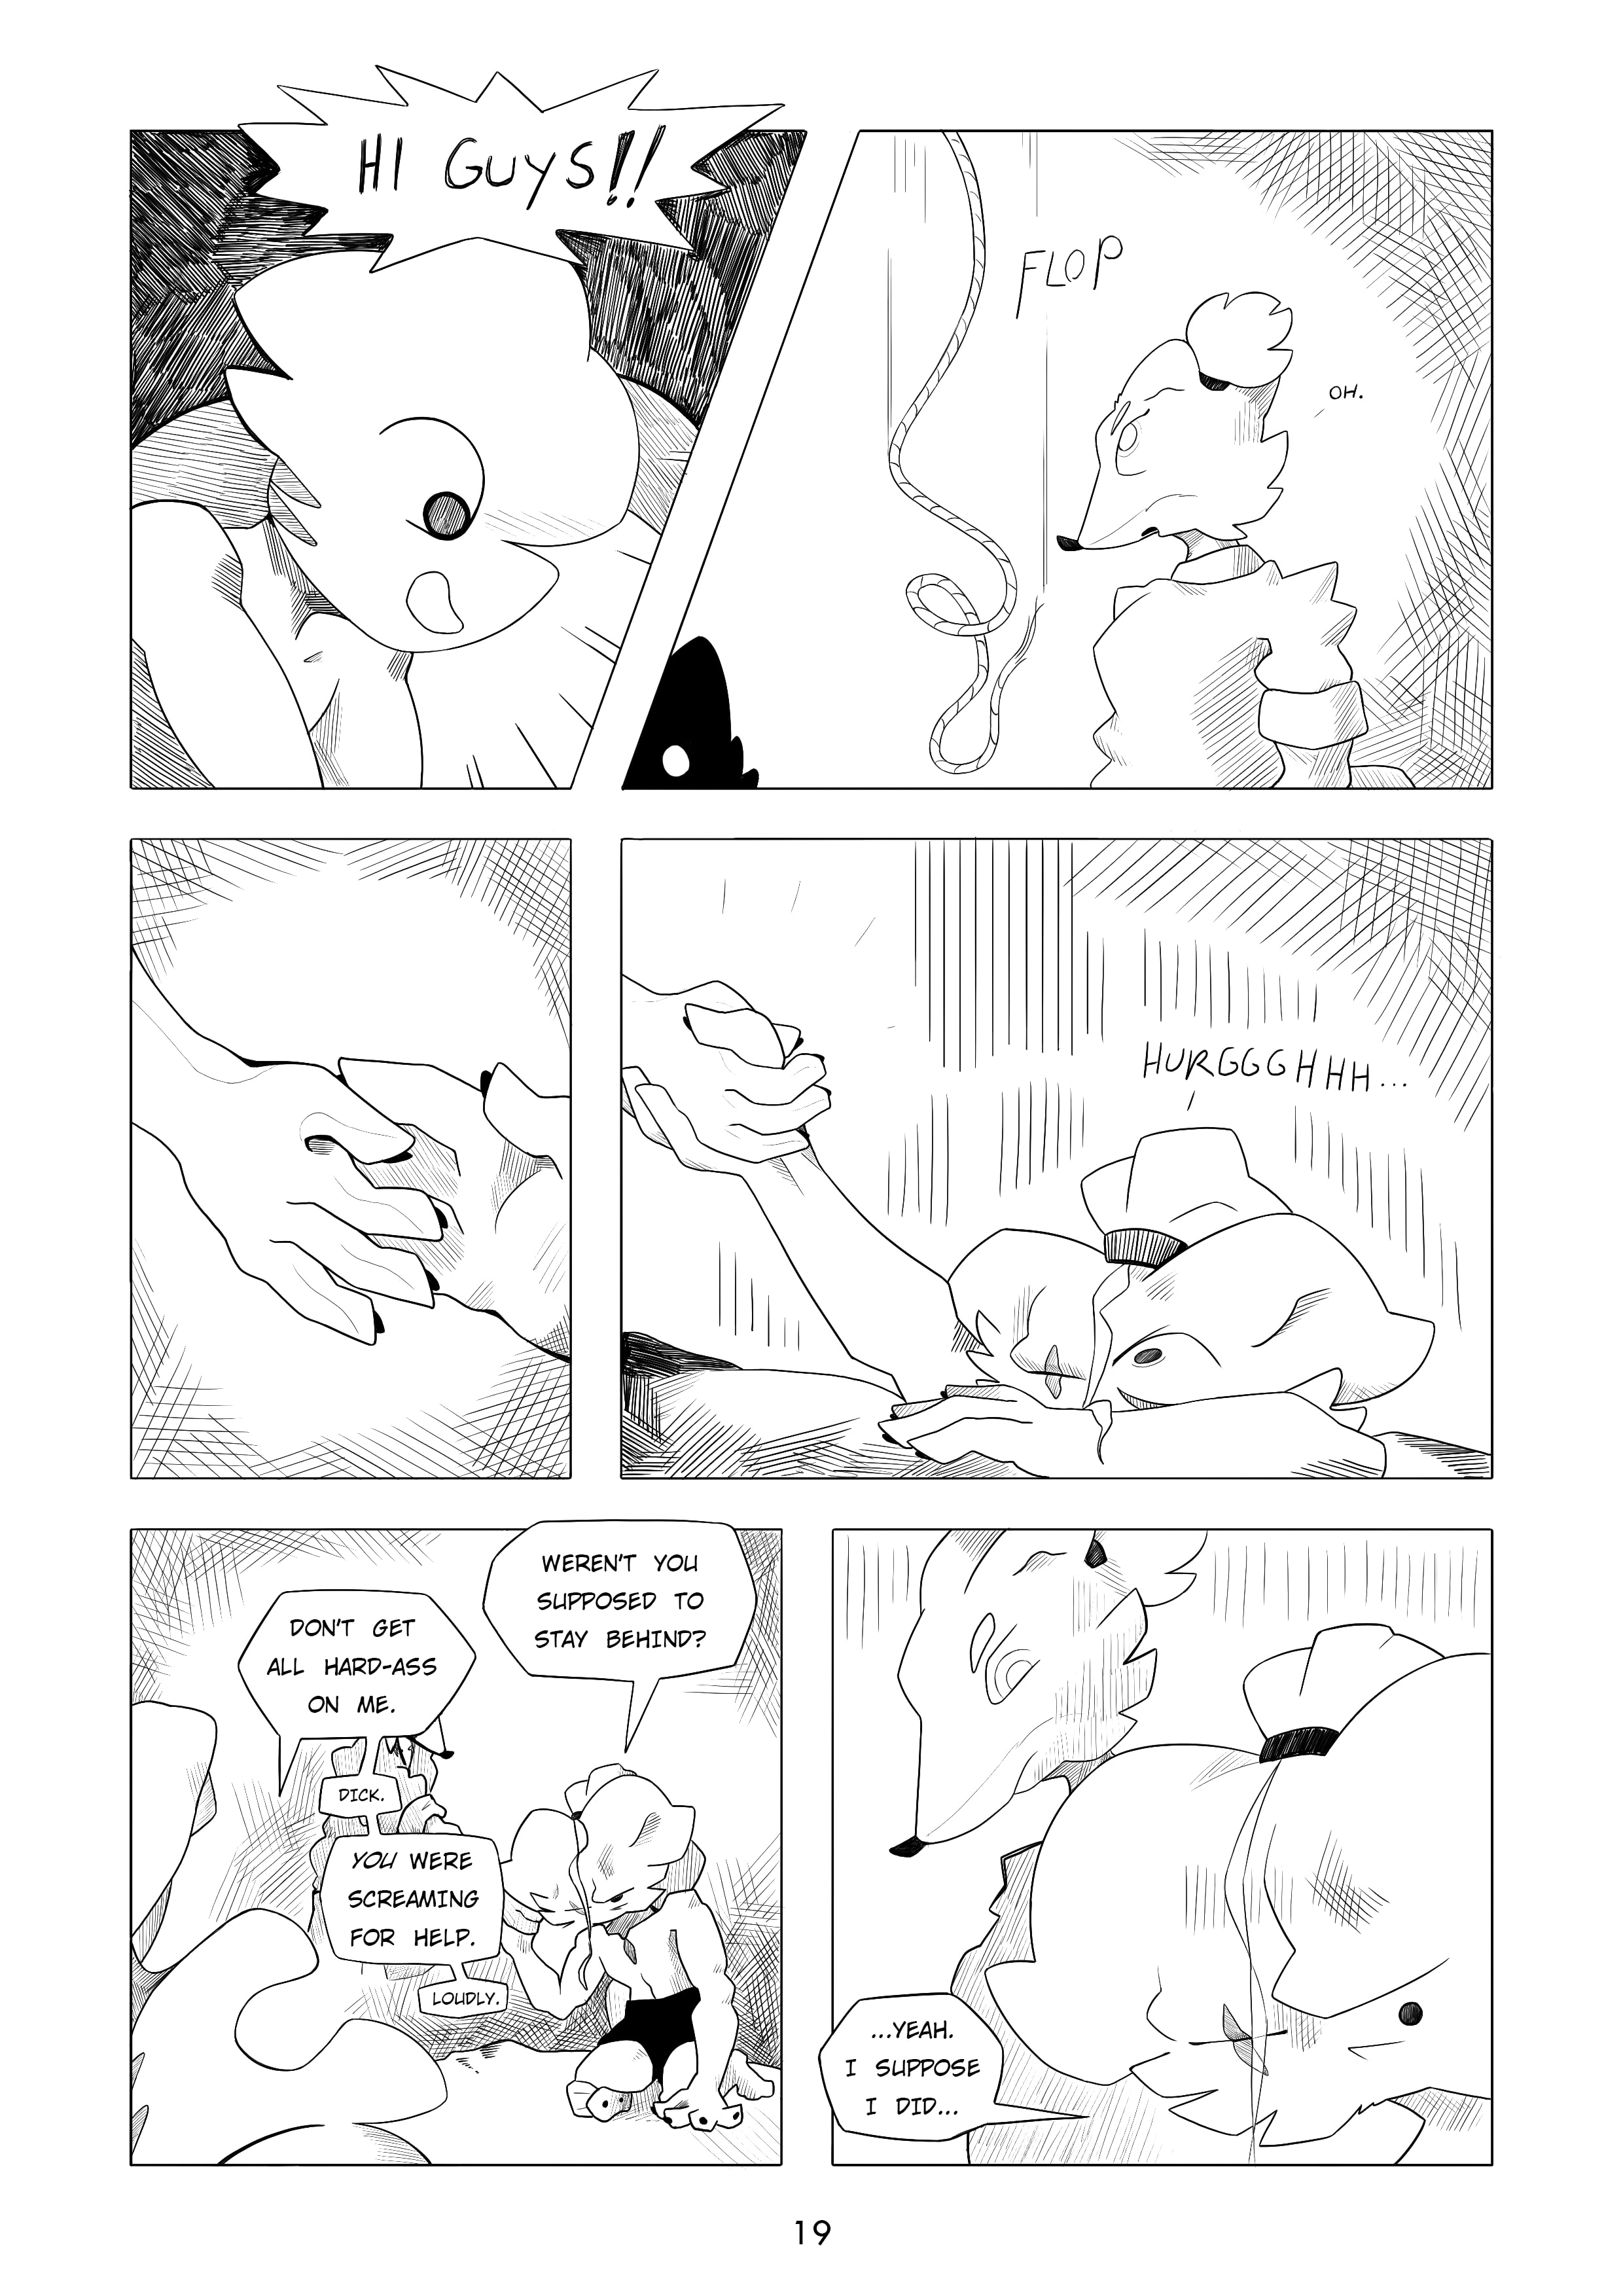 HI GUYS!!
FLOP
OH.
HURGGGHHH...
WEREN'T YOU
SUPPOSED TO
STAY BEHIND?
DON'T GET
ALL HARD-ASS
ON ME.
DICK.
YOU WERE
SCREAMING
FOR HELP.
LOUDLY.
...YEAH.
I SUPPOSE
I DID...
19